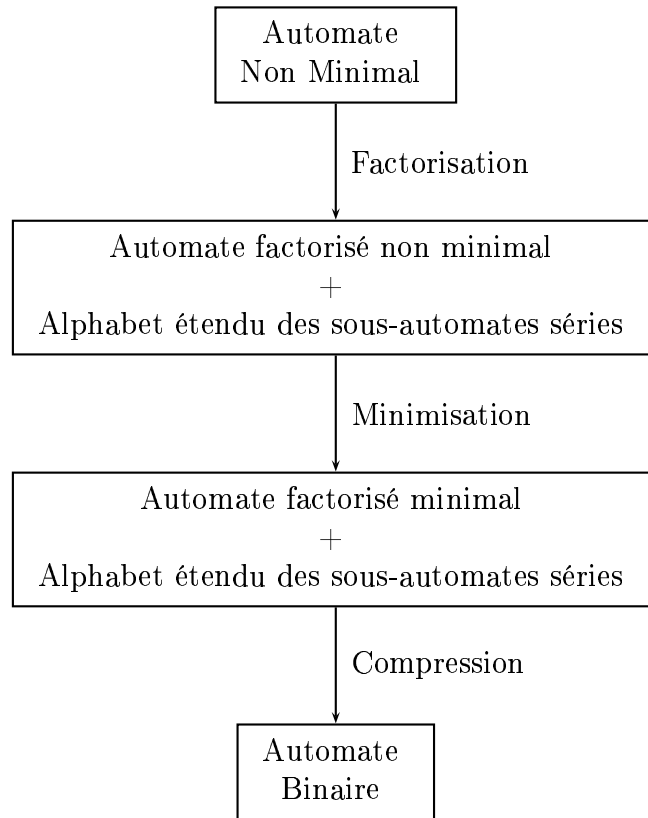 Automate
Non Minimal
Factorisation
Automate factorisé non minimal
+
Alphabet étendu des sous-automates séries
Minimisation
Automate factorisé minimal
+
Alphabet étendu des sous-automates séries
Compression
Automate
Binaire